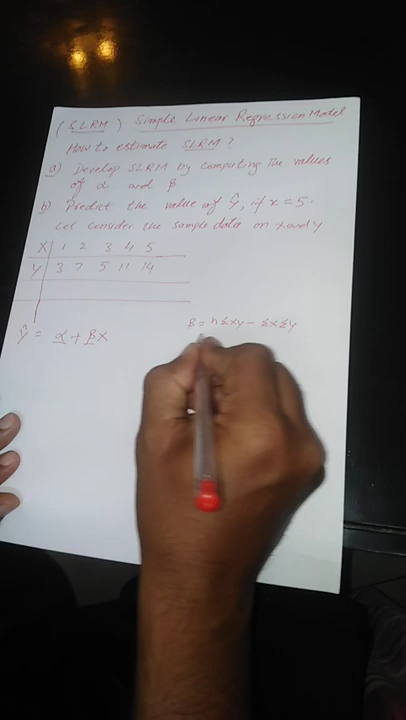 (SLRM) Simple Linear Regression Model
How to estimate SLRM?
a) Develop SLRM by computing the values
of α and β
b) Predict the value of Ŷ, if x = 5.
Let consider the sample data on x and y
X 1 2 3 4 5
Y 3 7 5 11 14
Ŷ = α + βX
β = nΣxy - ΣxΣy